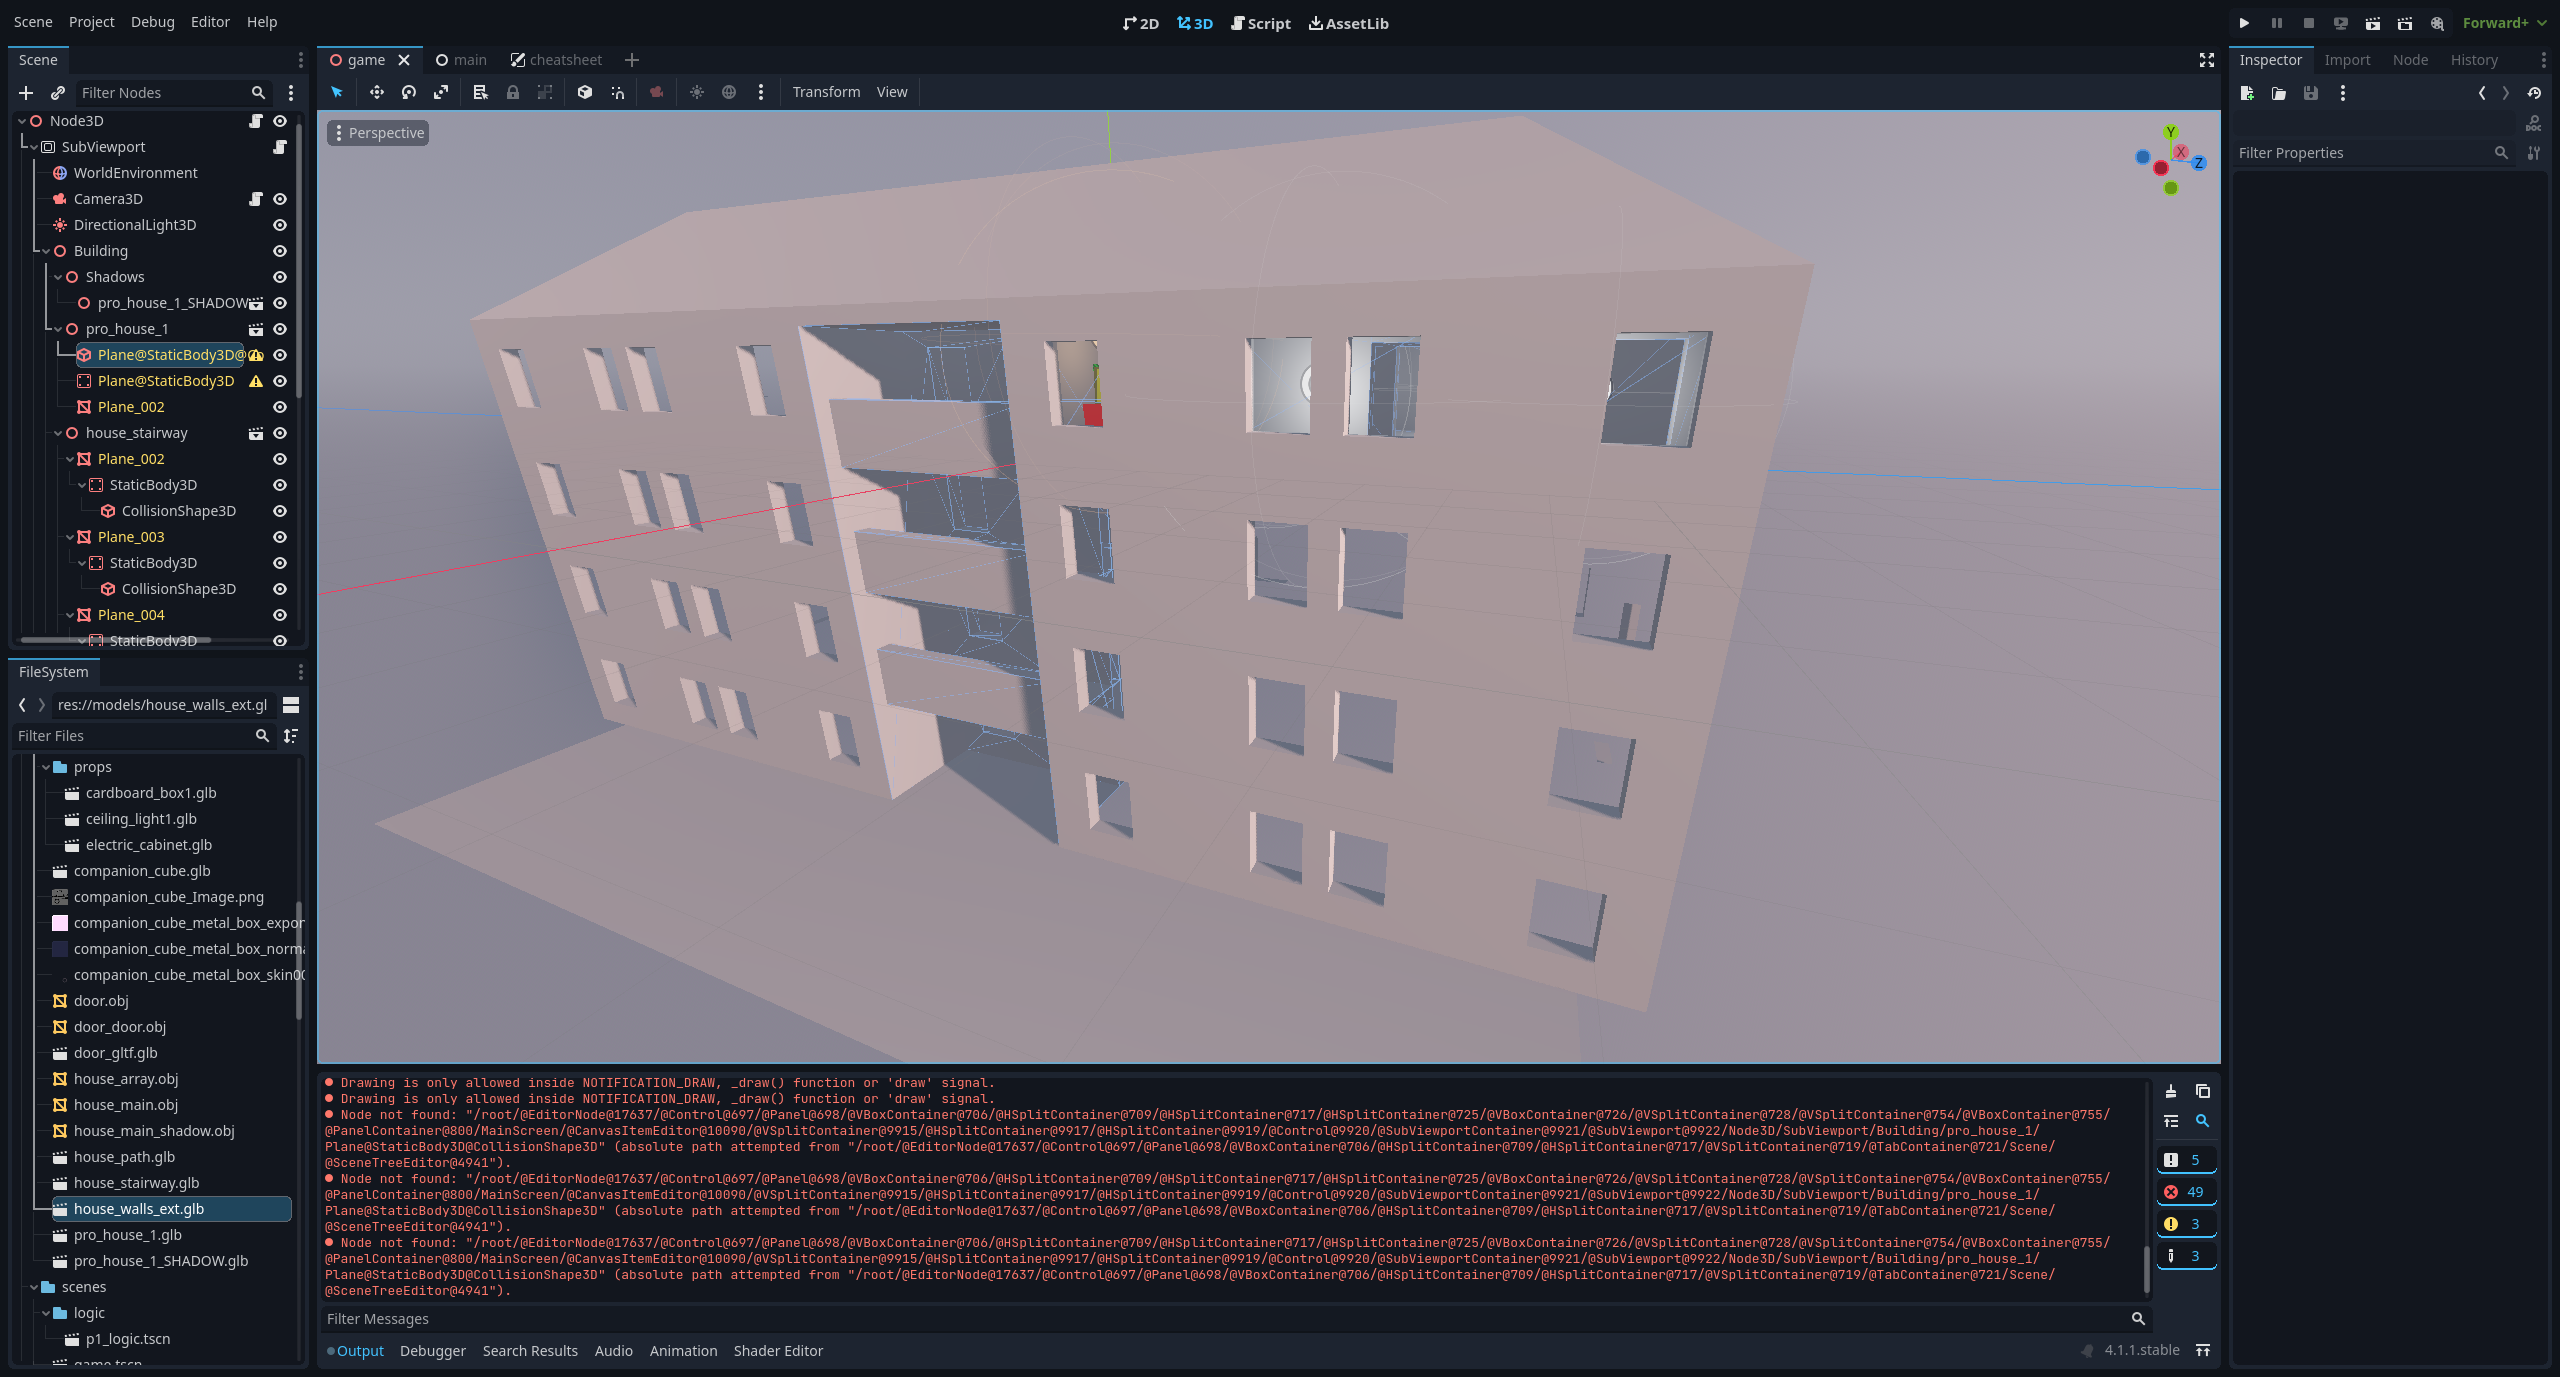 Scene Project Debug Editor Help
2D 3D Script AssetLib
Forward+
Scene
Filter Nodes
Node3D
SubViewport
WorldEnvironment
Camera3D
DirectionalLight3D
Building
Shadows
pro_house_1_SHADOW
pro_house_1
Plane@StaticBody3D@
Plane@StaticBody3D
Plane_002
house_stairway
Plane_002
StaticBody3D
CollisionShape3D
Plane_003
StaticBody3D
CollisionShape3D
Plane_004
StaticBody3D
FileSystem
res://models/house_walls_ext.gl
Filter Files
props
cardboard_box1.glb
ceiling_light1.glb
electric_cabinet.glb
companion_cube.glb
companion_cube_Image.png
companion_cube_metal_box_expor
companion_cube_metal_box_norma
companion_cube_metal_box_skin00
door.obj
door_door.obj
door_gltf.glb
house_array.obj
house_main.obj
house_main_shadow.obj
house_path.glb
house_stairway.glb
house_walls_ext.glb
pro_house_1.glb
pro_house_1_SHADOW.glb
scenes
logic
p1_logic.tscn
game.tscn
game main cheatsheet
Transform View
Perspective
Y
X
Z
Drawing is only allowed inside NOTIFICATION_DRAW, _draw() function or 'draw' signal.
Drawing is only allowed inside NOTIFICATION_DRAW, _draw() function or 'draw' signal.
Node not found: "/root/@EditorNode@17637/@Control@697/@Panel@698/@VBoxContainer@706/@HSplitContainer@709/@HSplitContainer@717/@HSplitContainer@725/@VBoxContainer@726/@VSplitContainer@728/@VSplitContainer@754/@VBoxContainer@755/
@PanelContainer@800/MainScreen/@CanvasItemEditor@10090/@VSplitContainer@9915/@HSplitContainer@9917/@HSplitContainer@9919/@Control@9920/@SubViewportContainer@9921/@SubViewport@9922/Node3D/SubViewport/Building/pro_house_1/
Plane@StaticBody3D@CollisionShape3D" (absolute path attempted from "/root/@EditorNode@17637/@Control@697/@Panel@698/@VBoxContainer@706/@HSplitContainer@709/@HSplitContainer@717/@VSplitContainer@719/@TabContainer@721/Scene/
@SceneTreeEditor@4941").
Node not found: "/root/@EditorNode@17637/@Control@697/@Panel@698/@VBoxContainer@706/@HSplitContainer@709/@HSplitContainer@717/@HSplitContainer@725/@VBoxContainer@726/@VSplitContainer@728/@VSplitContainer@754/@VBoxContainer@755/
@PanelContainer@800/MainScreen/@CanvasItemEditor@10090/@VSplitContainer@9915/@HSplitContainer@9917/@HSplitContainer@9919/@Control@9920/@SubViewportContainer@9921/@SubViewport@9922/Node3D/SubViewport/Building/pro_house_1/
Plane@StaticBody3D@CollisionShape3D" (absolute path attempted from "/root/@EditorNode@17637/@Control@697/@Panel@698/@VBoxContainer@706/@HSplitContainer@709/@HSplitContainer@717/@VSplitContainer@719/@TabContainer@721/Scene/
@SceneTreeEditor@4941").
Node not found: "/root/@EditorNode@17637/@Control@697/@Panel@698/@VBoxContainer@706/@HSplitContainer@709/@HSplitContainer@717/@HSplitContainer@725/@VBoxContainer@726/@VSplitContainer@728/@VSplitContainer@754/@VBoxContainer@755/
@PanelContainer@800/MainScreen/@CanvasItemEditor@10090/@VSplitContainer@9915/@HSplitContainer@9917/@HSplitContainer@9919/@Control@9920/@SubViewportContainer@9921/@SubViewport@9922/Node3D/SubViewport/Building/pro_house_1/
Plane@StaticBody3D@CollisionShape3D" (absolute path attempted from "/root/@EditorNode@17637/@Control@697/@Panel@698/@VBoxContainer@706/@HSplitContainer@709/@HSplitContainer@717/@VSplitContainer@719/@TabContainer@721/Scene/
@SceneTreeEditor@4941").
5
49
3
3
Filter Messages
Output Debugger Search Results Audio Animation Shader Editor
4.1.1.stable
Inspector Import Node History
Filter Properties